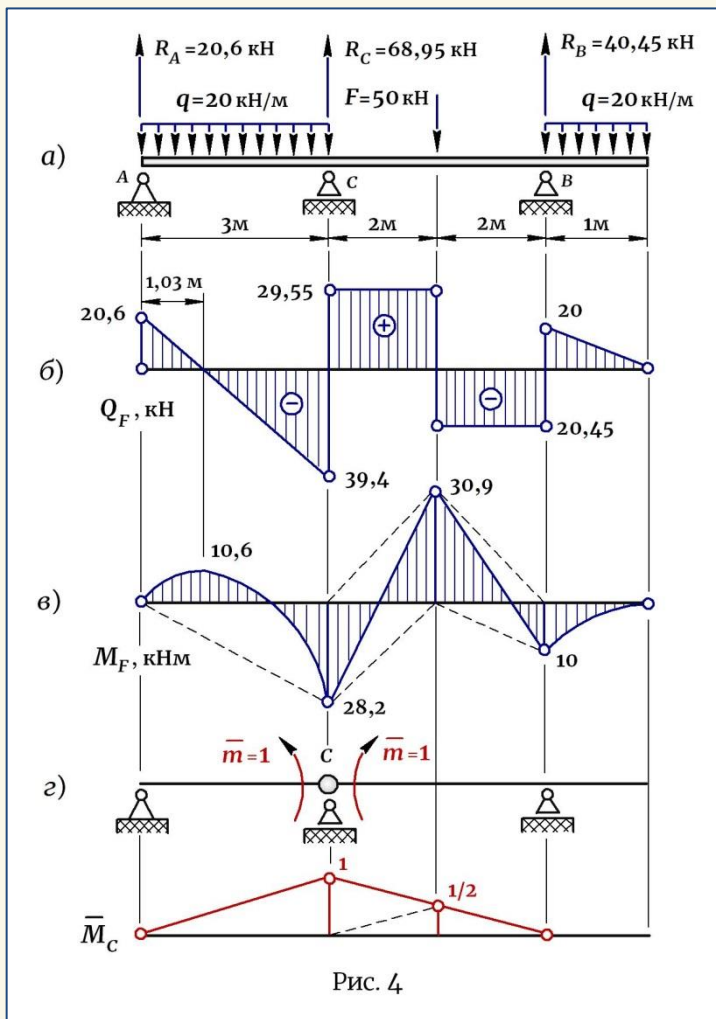 R_A=20,6 кН
R_C=68,95 кН
R_B=40,45 кН
q=20 кН/м
F=50 кН
q=20 кН/м
а)
A
C
B
3м
2м
2м
1м
1,03 м
20,6
29,55
+
20
б)
−
−
Q_F, кН
20,45
39,4
30,9
10,6
в)
M_F, кНм
10
28,2
m̅=1
C
m̅=1
г)
1
1/2
M̅_C
Рис. 4